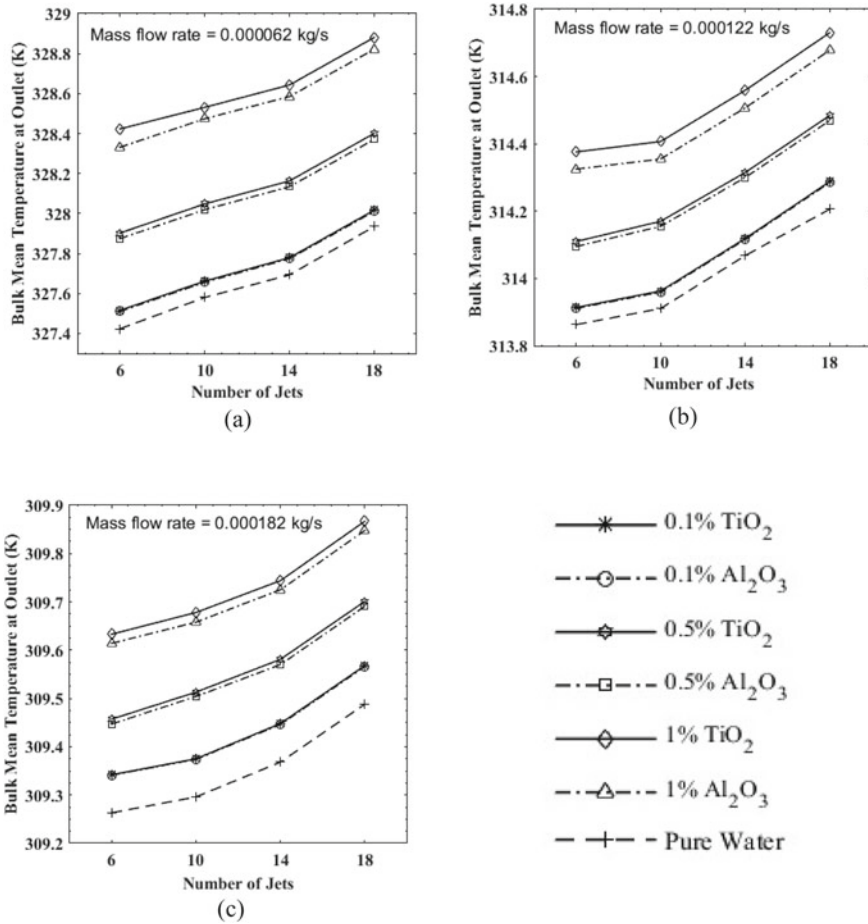 Mass flow rate = 0.000062 kg/s
Bulk Mean Temperature at Outlet (K)
329
328.8
328.6
328.4
328.2
328
327.8
327.6
327.4
6 10 14 18
Number of Jets
(a)
Mass flow rate = 0.000122 kg/s
Bulk Mean Temperature at Outlet (K)
314.8
314.6
314.4
314.2
314
313.8
6 10 14 18
Number of Jets
(b)
Mass flow rate = 0.000182 kg/s
Bulk Mean Temperature at Outlet (K)
309.9
309.8
309.7
309.6
309.5
309.4
309.3
309.2
6 10 14 18
Number of Jets
(c)
0.1% TiO2
0.1% Al2O3
0.5% TiO2
0.5% Al2O3
1% TiO2
1% Al2O3
Pure Water